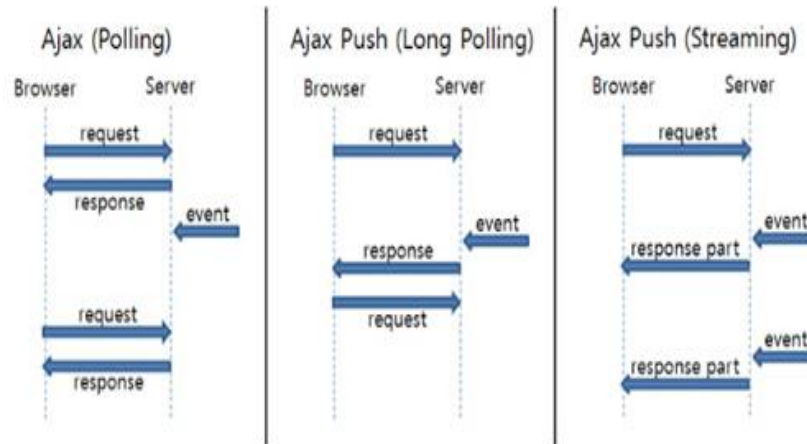 Ajax (Polling)
Browser
Server
request
response
event
request
response
Ajax Push (Long Polling)
Browser
Server
request
event
response
request
Ajax Push (Streaming)
Browser
Server
request
event
response part
event
response part